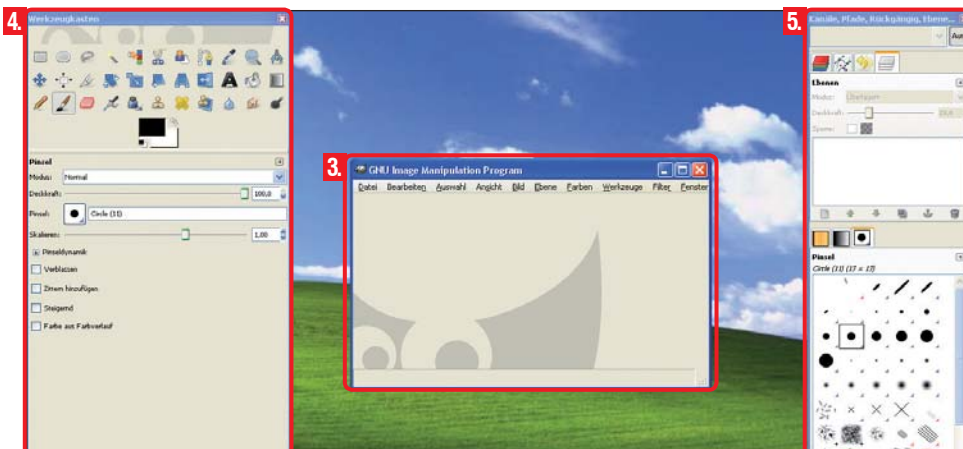 4.
Werkzeugkasten
Pinsel
Modus: Normal
Deckkraft: 100,0
Pinsel: Circle (11)
Skalieren: 1,00
Pinseldynamik
Verblassen
Zittern hinzufügen
Steigernd
Farbe aus Farbverlauf
3.
GNU Image Manipulation Program
Datei Bearbeiten Auswahl Ansicht Bild Ebene Farben Werkzeuge Filter Fenster
5.
Kanäle, Pfade, Rückgängig, Ebene...
Ebenen
Modus:
Deckkraft:
Sperre:
Pinsel
Circle (11) (17 × 17)